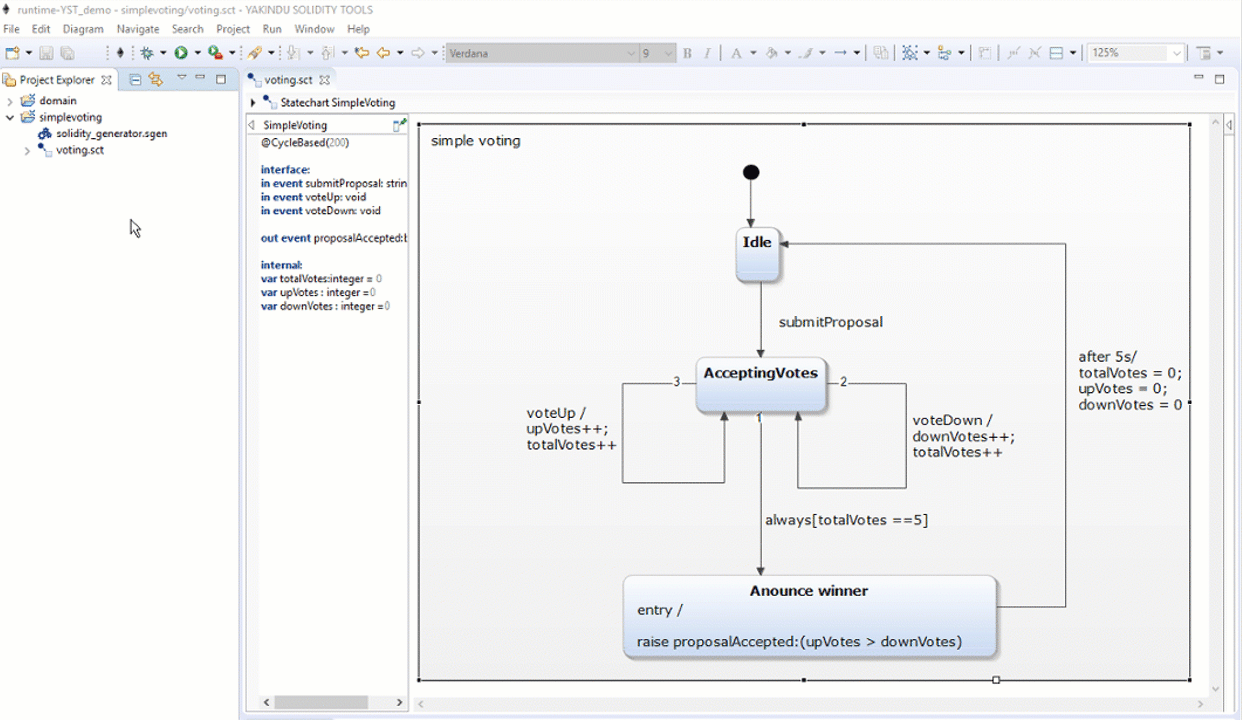 runtime-YST_demo - simplevoting/voting.sct - YAKINDU SOLIDITY TOOLS
File Edit Diagram Navigate Search Project Run Window Help
Verdana 9 B I A 125%
Project Explorer
domain
simplevoting
solidity_generator.sgen
voting.sct
voting.sct
Statechart SimpleVoting
SimpleVoting
@CycleBased(200)
interface:
in event submitProposal: strin
in event voteUp: void
in event voteDown: void
out event proposalAccepted:b
internal:
var totalVotes:integer = 0
var upVotes : integer =0
var downVotes : integer =0
simple voting
Idle
submitProposal
AcceptingVotes
3
2
1
voteUp /
upVotes++;
totalVotes++
voteDown /
downVotes++;
totalVotes++
after 5s/
totalVotes = 0;
upVotes = 0;
downVotes = 0
always[totalVotes ==5]
Anounce winner
entry /
raise proposalAccepted:(upVotes > downVotes)